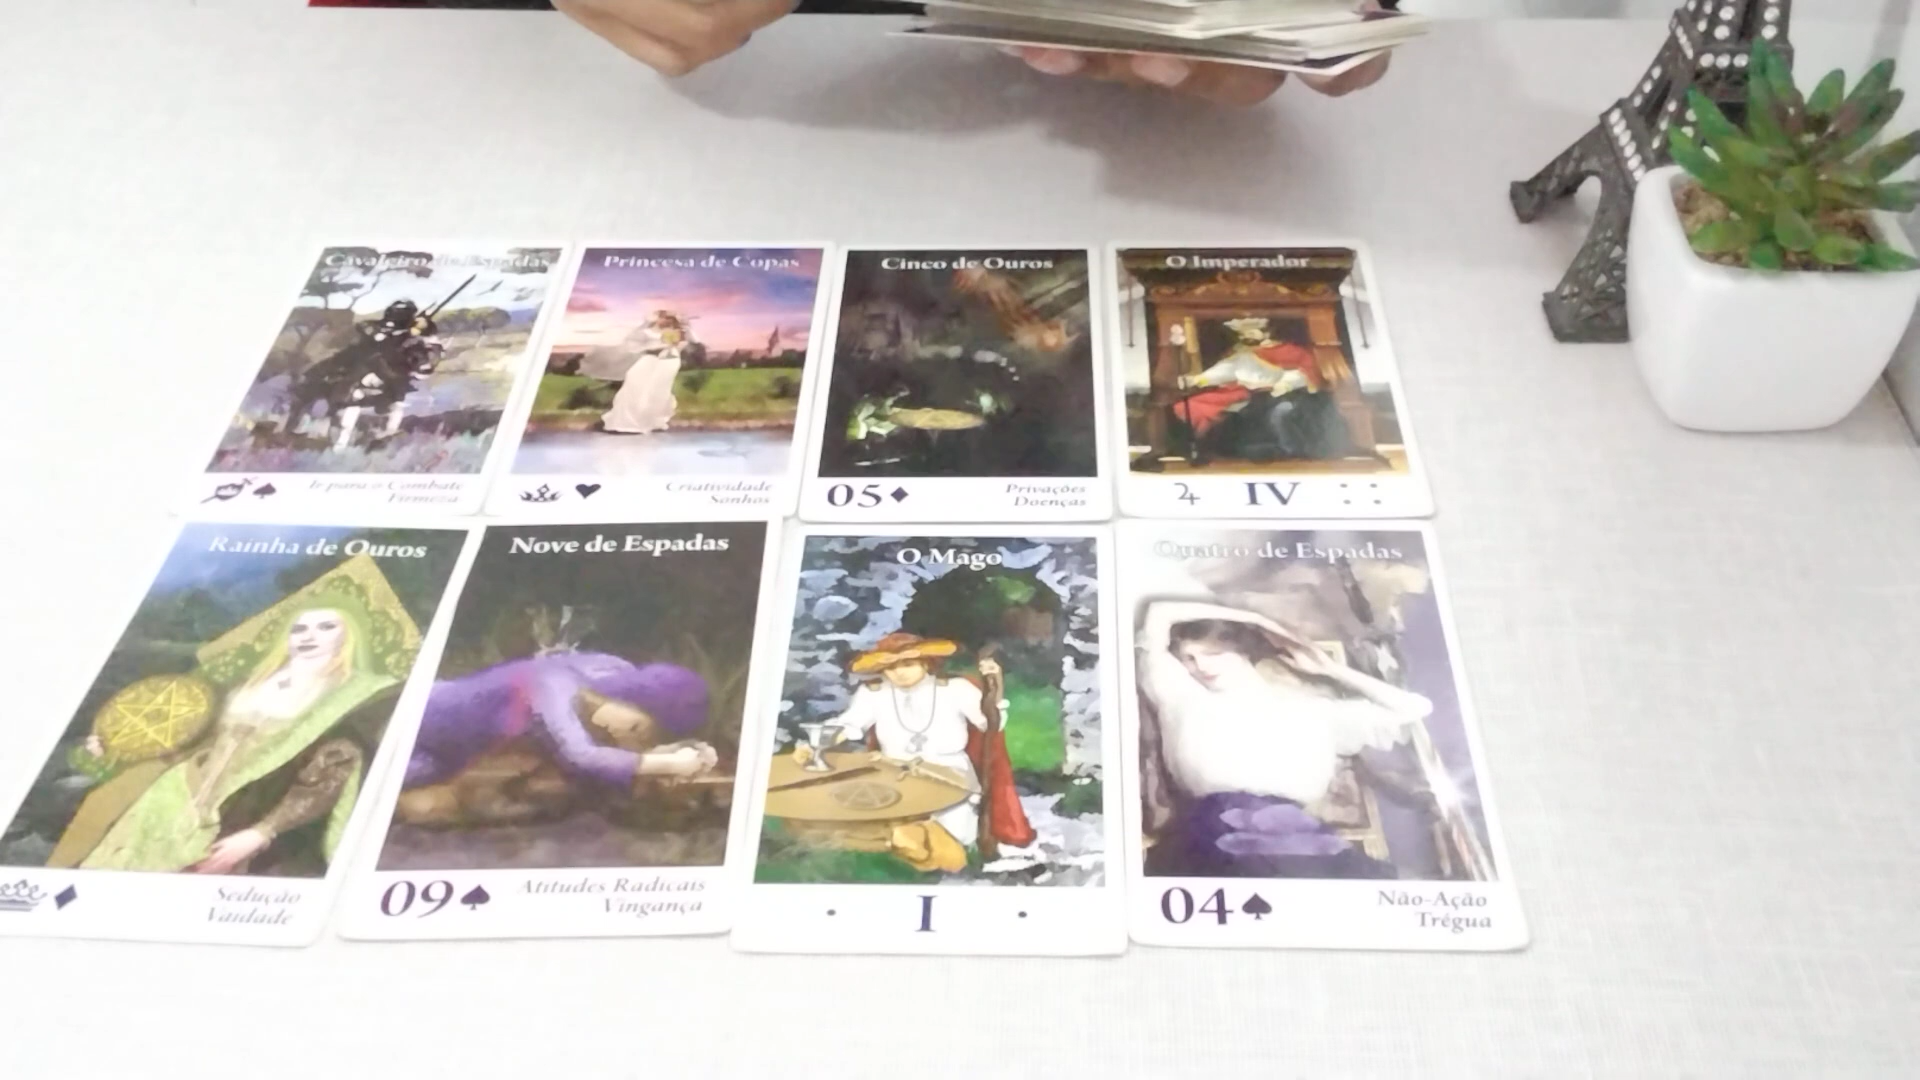 Cavaleiro de Espadas
Ir para o Combate
Firmeza
Princesa de Copas
Criatividade
Sonhos
Cinco de Ouros
05
Privações
Doenças
O Imperador
IV
Rainha de Ouros
Sedução
Vaidade
Nove de Espadas
09
Atitudes Radicais
Vingança
O Mago
I
Quatro de Espadas
04
Não-Ação
Trégua